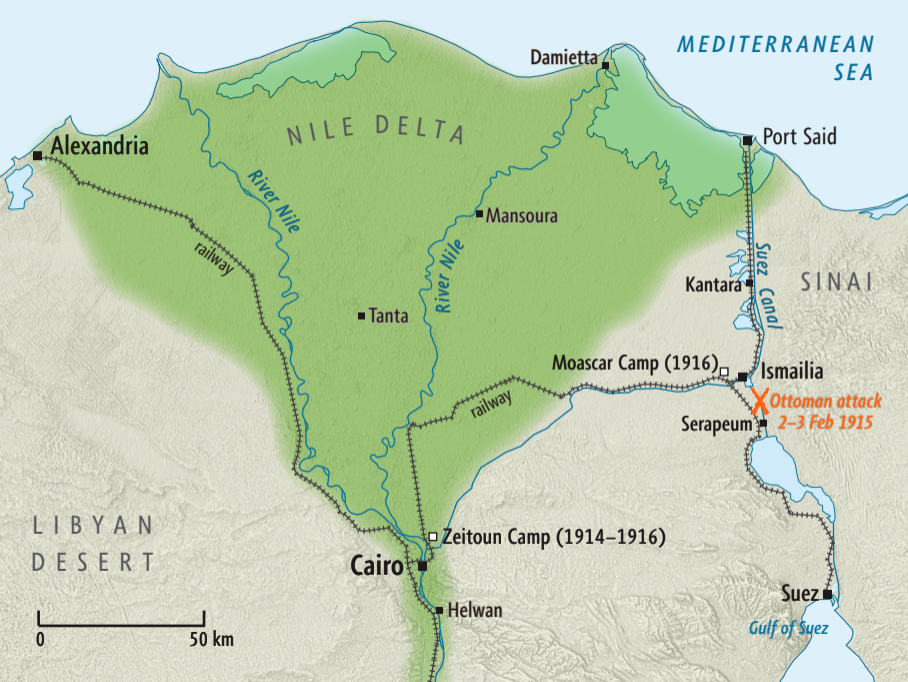 MEDITERRANEAN
SEA
Damietta
NILE DELTA
Port Said
Alexandria
River Nile
Mansoura
railway
River Nile
Suez Canal
Kantara
SINAI
Tanta
Moascar Camp (1916)
Ismailia
railway
Ottoman attack
2–3 Feb 1915
Serapeum
LIBYAN
DESERT
Zeitoun Camp (1914–1916)
Cairo
Suez
Helwan
Gulf of Suez
0 50 km